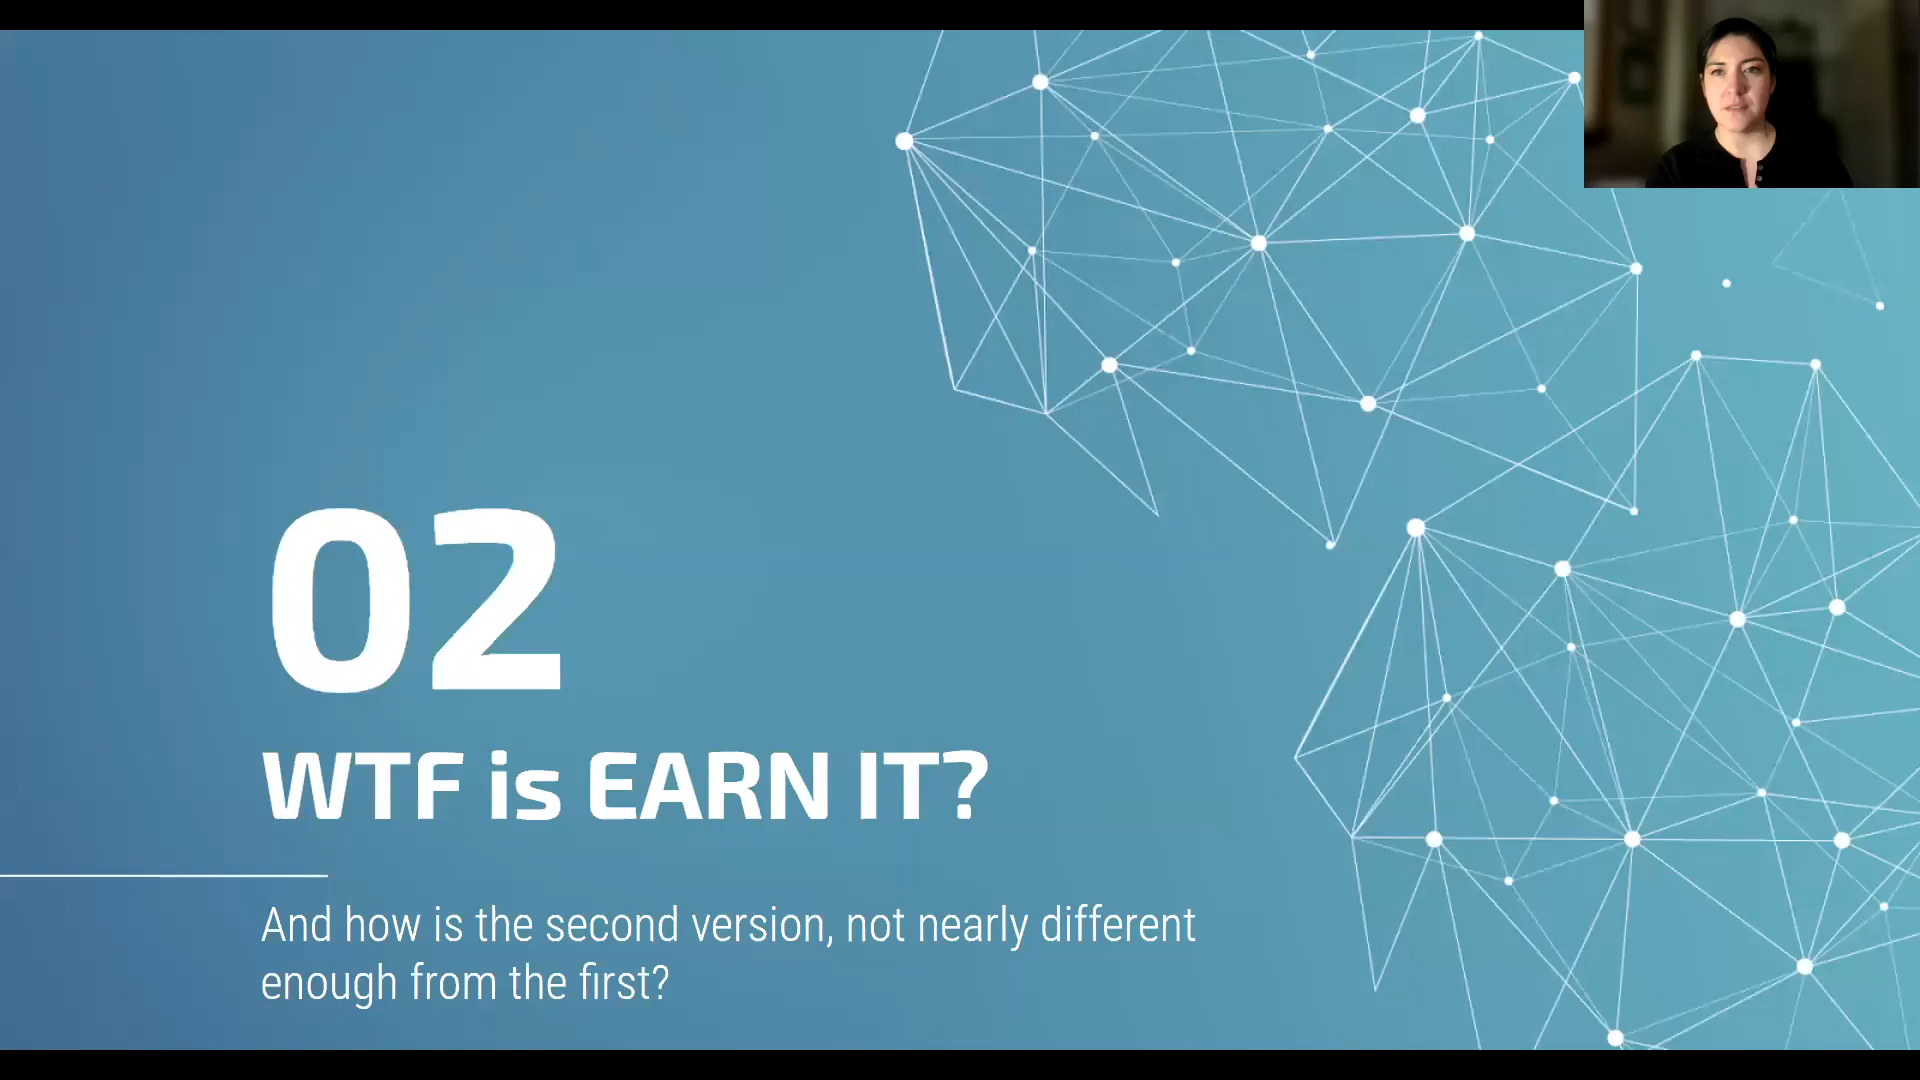 02
WTF is EARN IT?
And how is the second version, not nearly different
enough from the first?